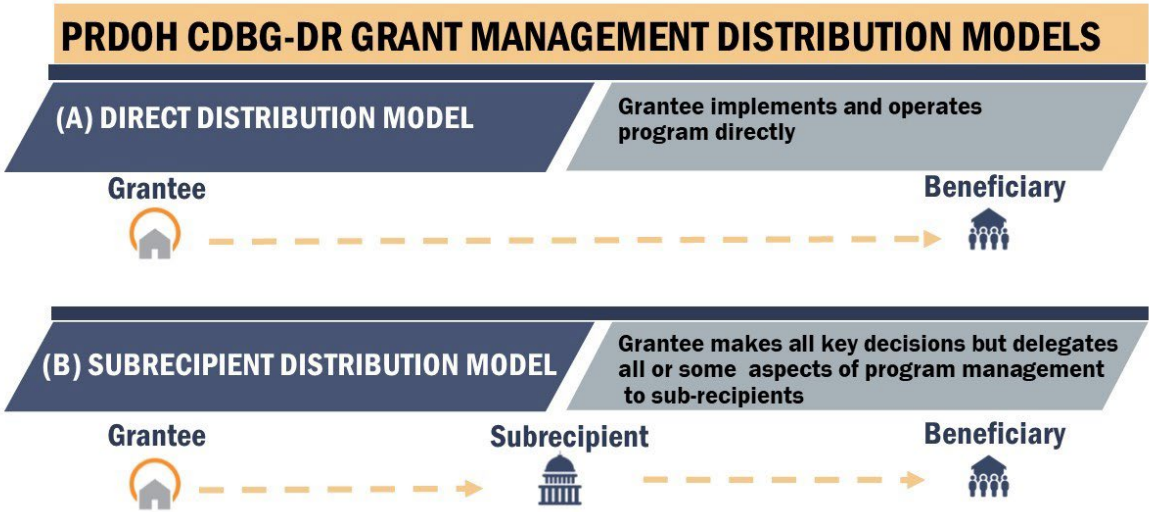 PRDOH CDBG-DR GRANT MANAGEMENT DISTRIBUTION MODELS
(A) DIRECT DISTRIBUTION MODEL
Grantee implements and operates
program directly
Grantee
Beneficiary
(B) SUBRECIPIENT DISTRIBUTION MODEL
Grantee makes all key decisions but delegates
all or some aspects of program management
to sub-recipients
Grantee
Subrecipient
Beneficiary